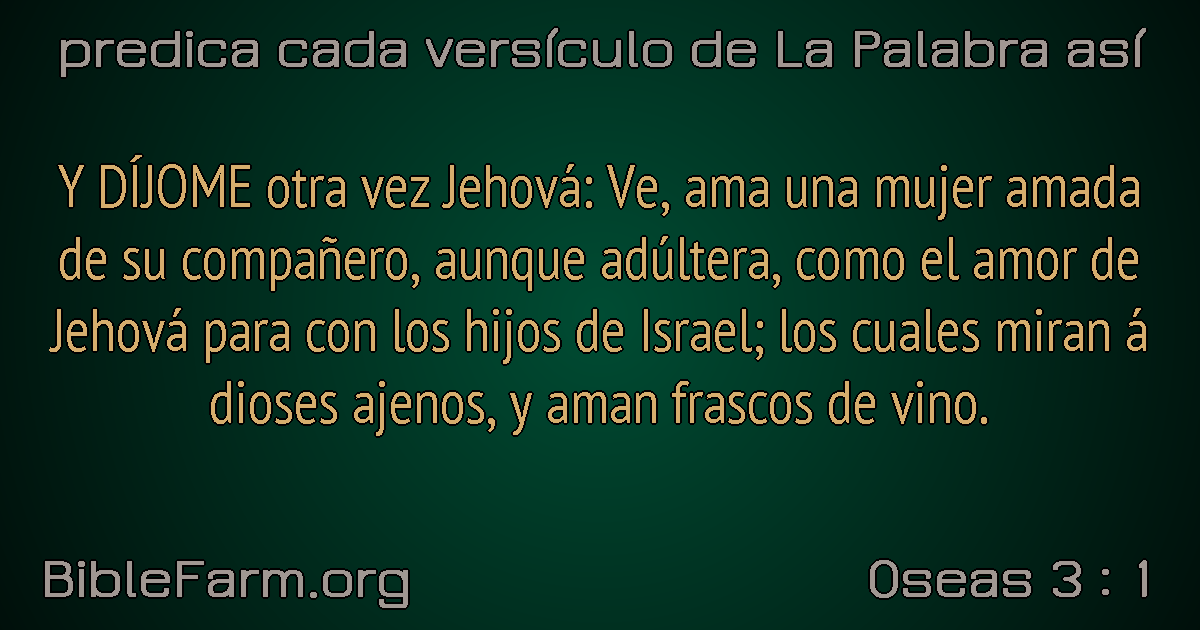 predica cada versículo de La Palabra así
Y DÍJOME otra vez Jehová: Ve, ama una mujer amada
de su compañero, aunque adúltera, como el amor de
Jehová para con los hijos de Israel; los cuales miran á
dioses ajenos, y aman frascos de vino.
BibleFarm.org
Oseas 3 : 1